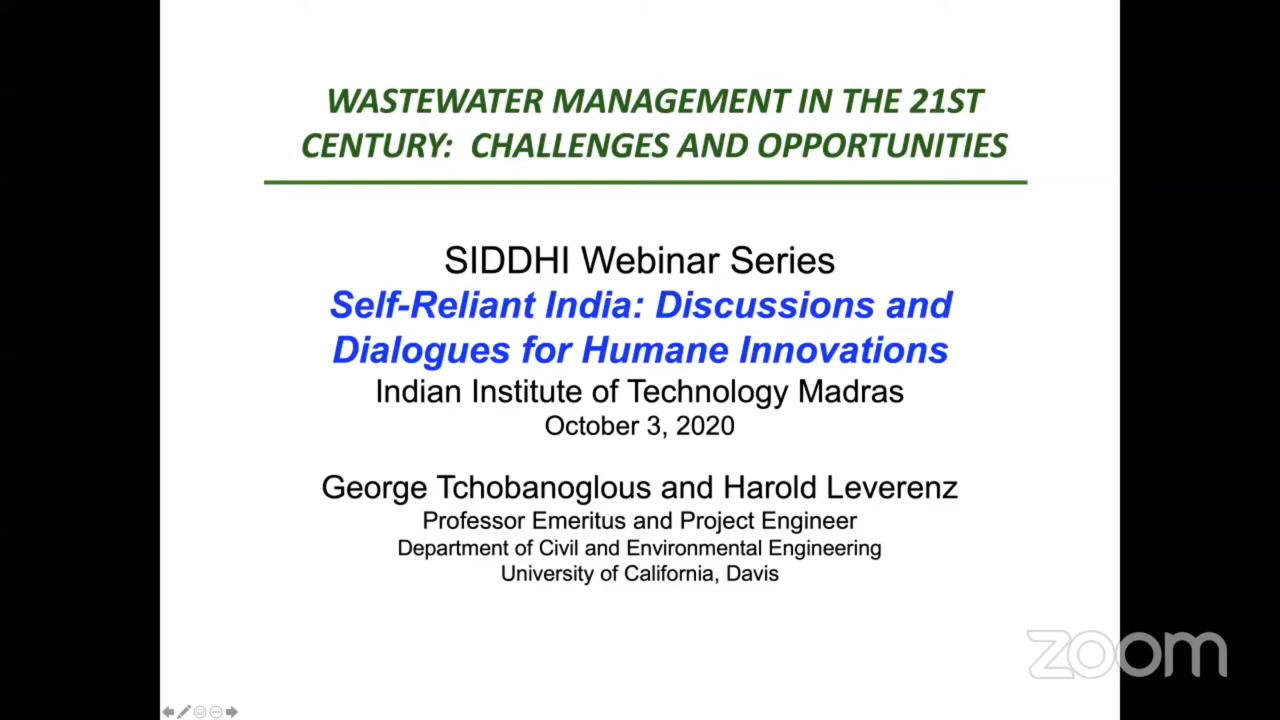 WASTEWATER MANAGEMENT IN THE 21ST
CENTURY: CHALLENGES AND OPPORTUNITIES
SIDDHI Webinar Series
Self-Reliant India: Discussions and
Dialogues for Humane Innovations
Indian Institute of Technology Madras
October 3, 2020
George Tchobanoglous and Harold Leverenz
Professor Emeritus and Project Engineer
Department of Civil and Environmental Engineering
University of California, Davis
zoom